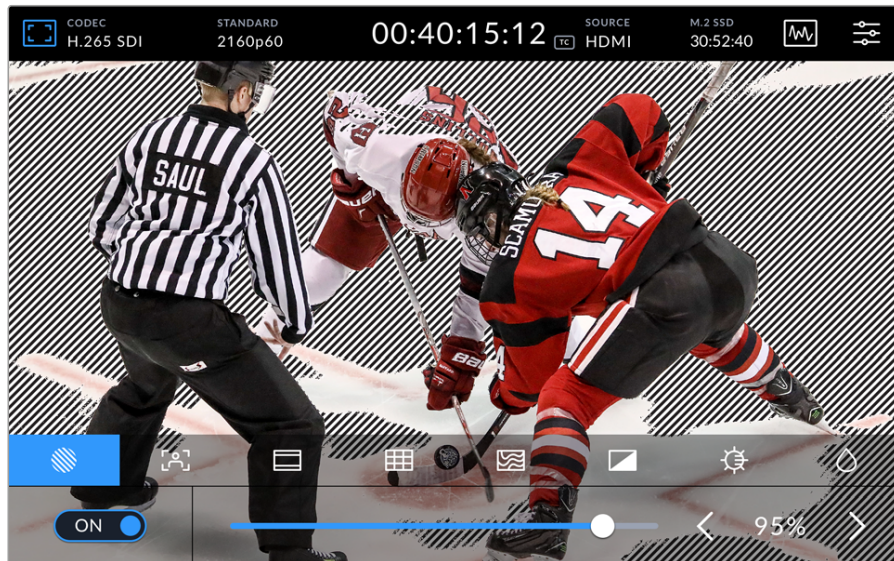 CODEC
H.265 SDI
STANDARD
2160p60
00:40:15:12
TC
SOURCE
HDMI
M.2 SSD
30:52:40
SAUL
14
14
ON
95%